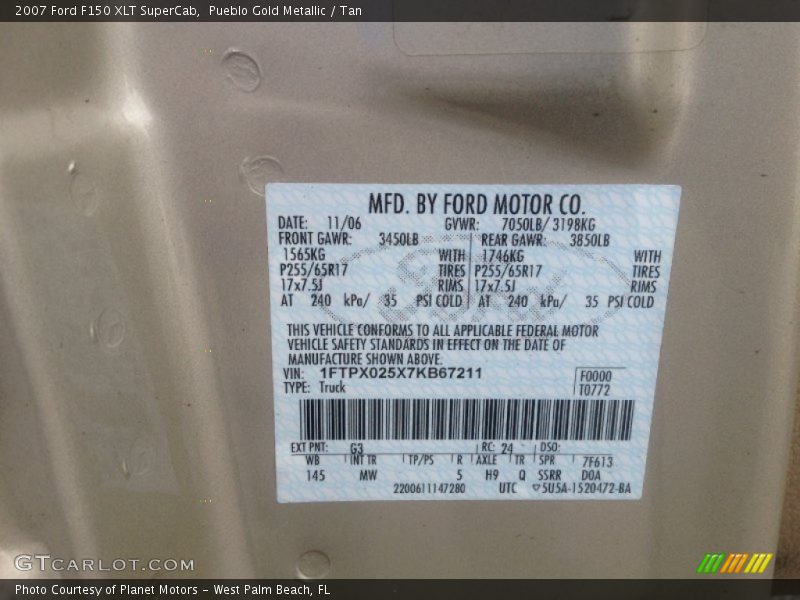 2007 Ford F150 XLT SuperCab, Pueblo Gold Metallic / Tan
MFD. BY FORD MOTOR CO.
DATE: 11/06 GVWR: 7050LB/ 3198KG
FRONT GAWR: 3450LB REAR GAWR: 3850LB
1565KG WITH 1746KG WITH
P255/65R17 TIRES P255/65R17 TIRES
17x7.5J RIMS 17x7.5J RIMS
AT 240 kPa/ 35 PSI COLD AT 240 kPa/ 35 PSI COLD
THIS VEHICLE CONFORMS TO ALL APPLICABLE FEDERAL MOTOR
VEHICLE SAFETY STANDARDS IN EFFECT ON THE DATE OF
MANUFACTURE SHOWN ABOVE.
VIN: 1FTPX025X7KB67211 F0000
TYPE: Truck T0772
EXT PNT: G3 RC: 24 DSO:
WB INT TR TP/PS R AXLE TR SPR 7F613
145 MW 5 H9 Q SSRR DOA
2200611147280 UTC ▽5U5A-1520472-BA
GTCARLOT.COM
Photo Courtesy of Planet Motors - West Palm Beach, FL